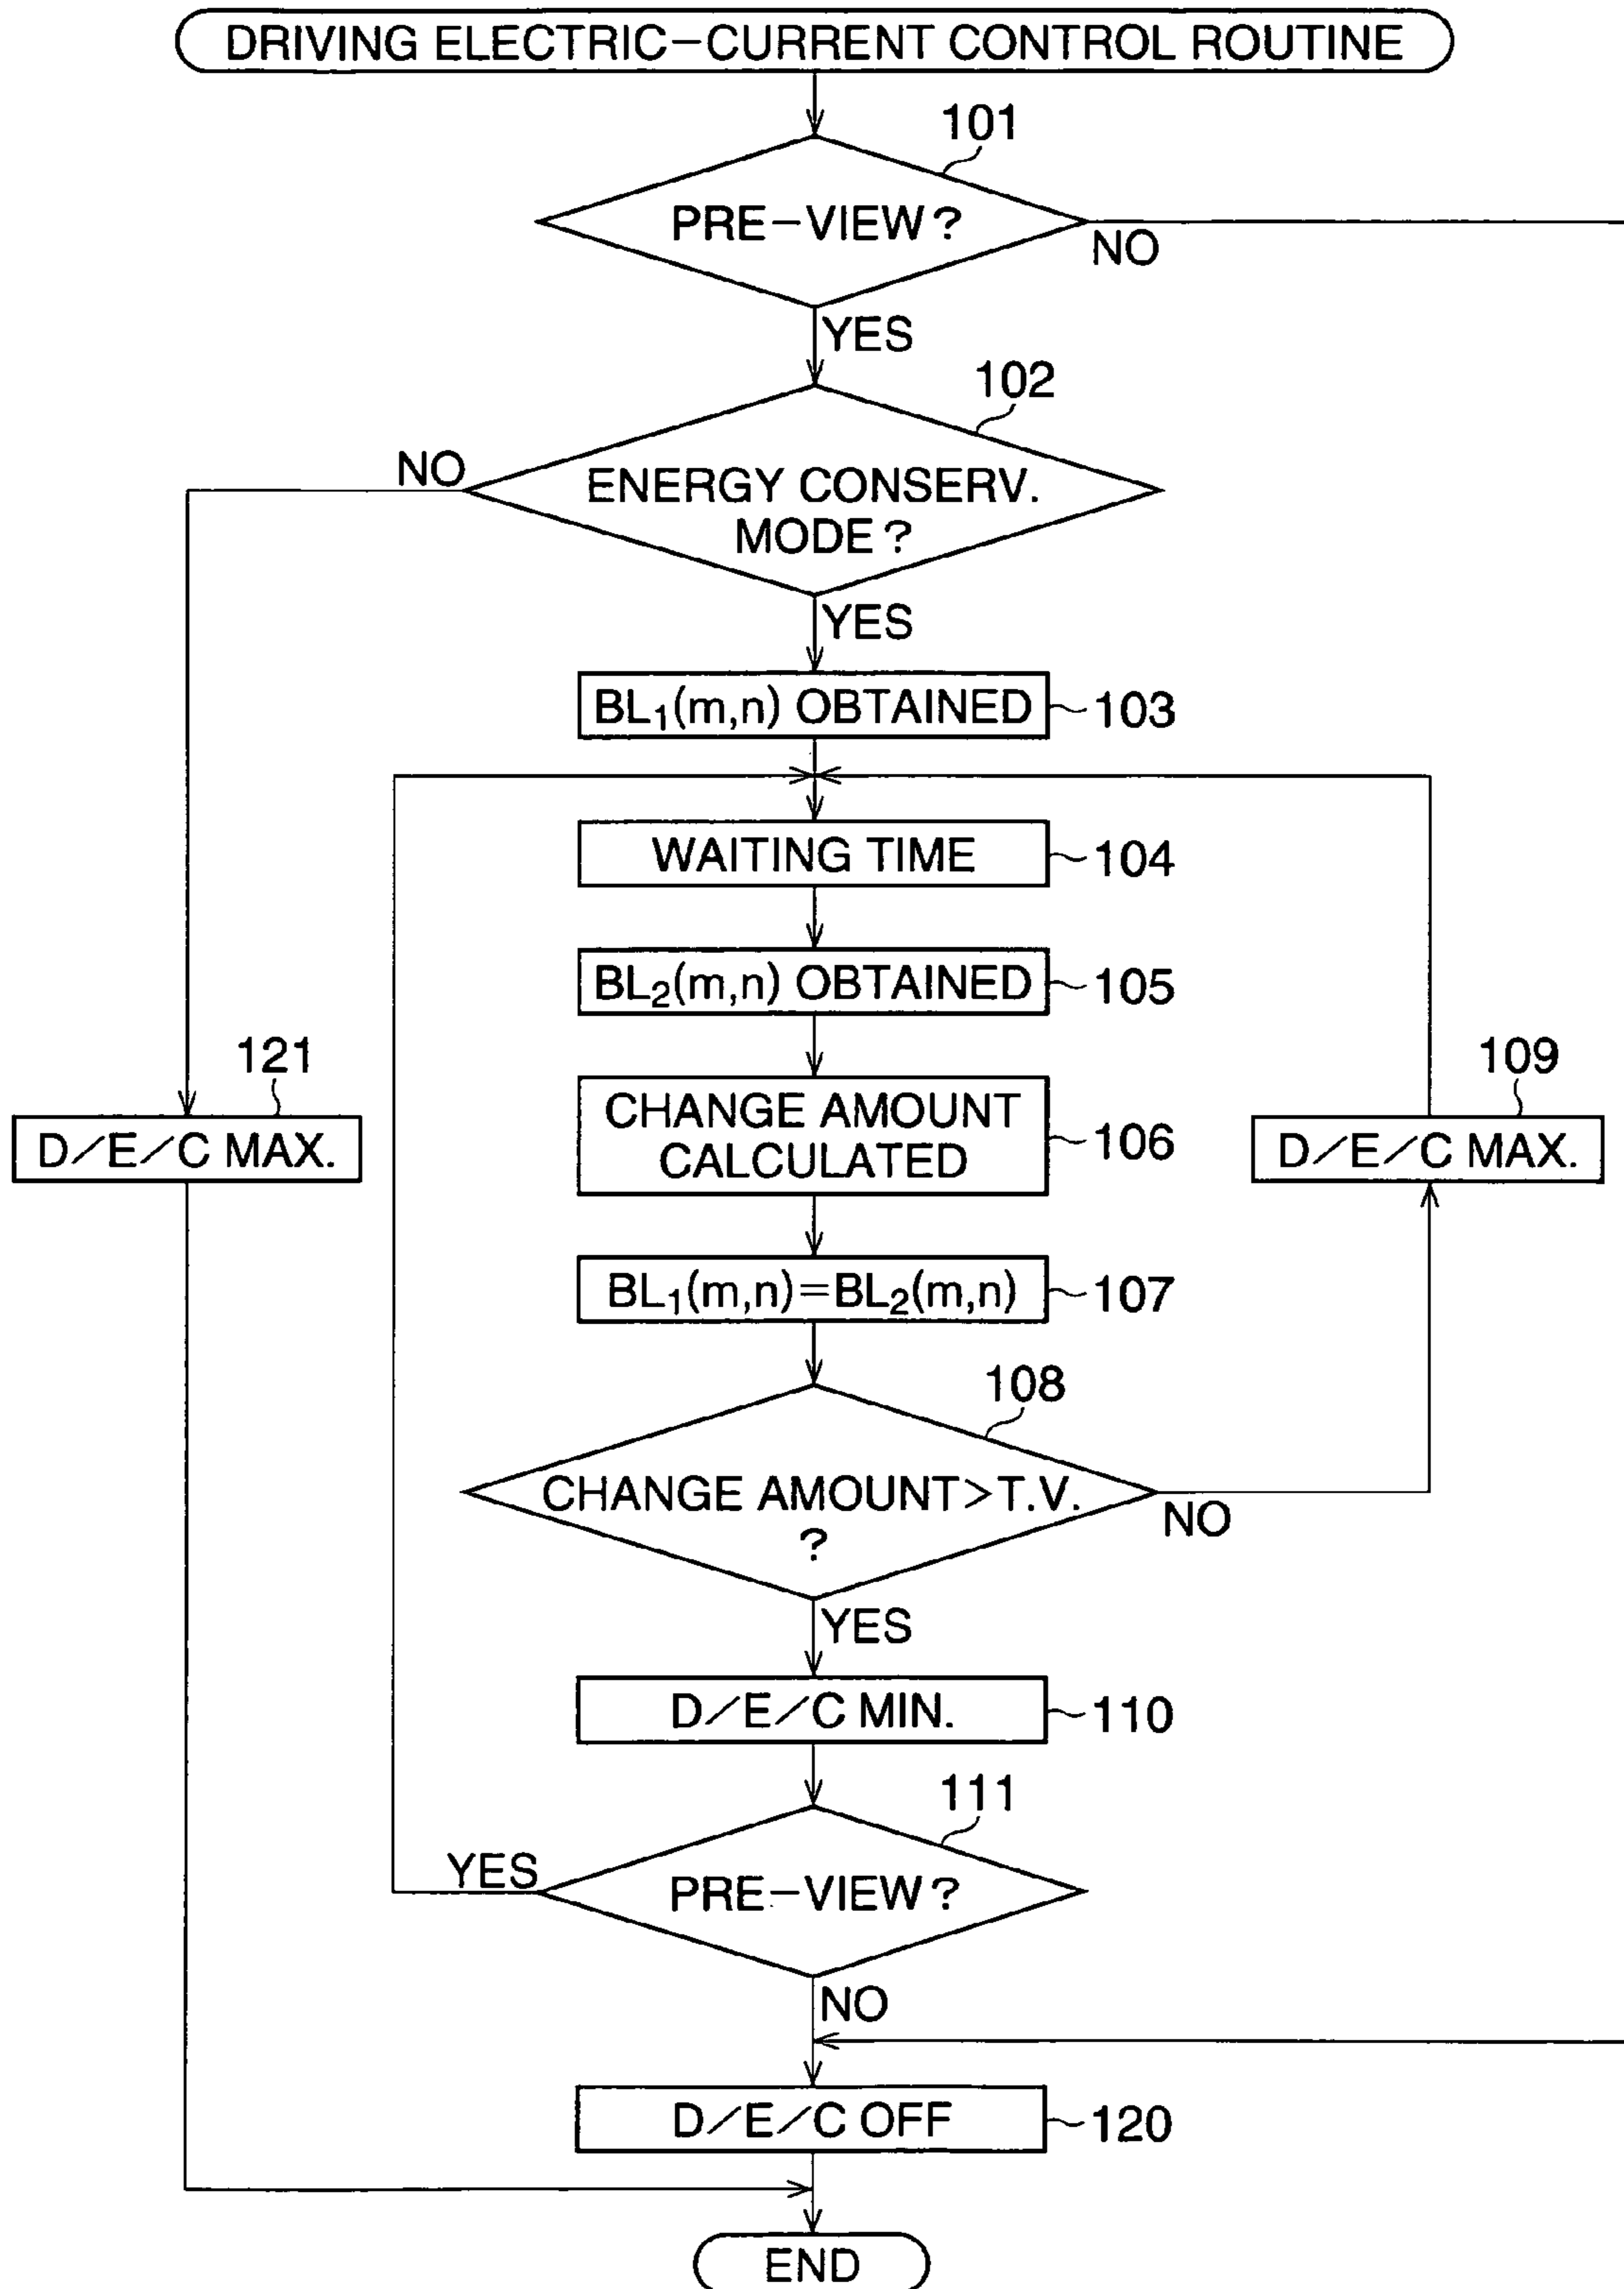 DRIVING ELECTRIC-CURRENT CONTROL ROUTINE
101
PRE-VIEW?
NO
YES
102
NO
ENERGY CONSERV.
MODE?
YES
BL₁(m,n) OBTAINED
103
WAITING TIME
104
BL₂(m,n) OBTAINED
105
121
D/E/C MAX.
CHANGE AMOUNT
CALCULATED
106
109
D/E/C MAX.
BL₁(m,n)=BL₂(m,n)
107
108
CHANGE AMOUNT>T.V.
?
NO
YES
D/E/C MIN.
110
111
YES
PRE-VIEW?
NO
D/E/C OFF
120
END